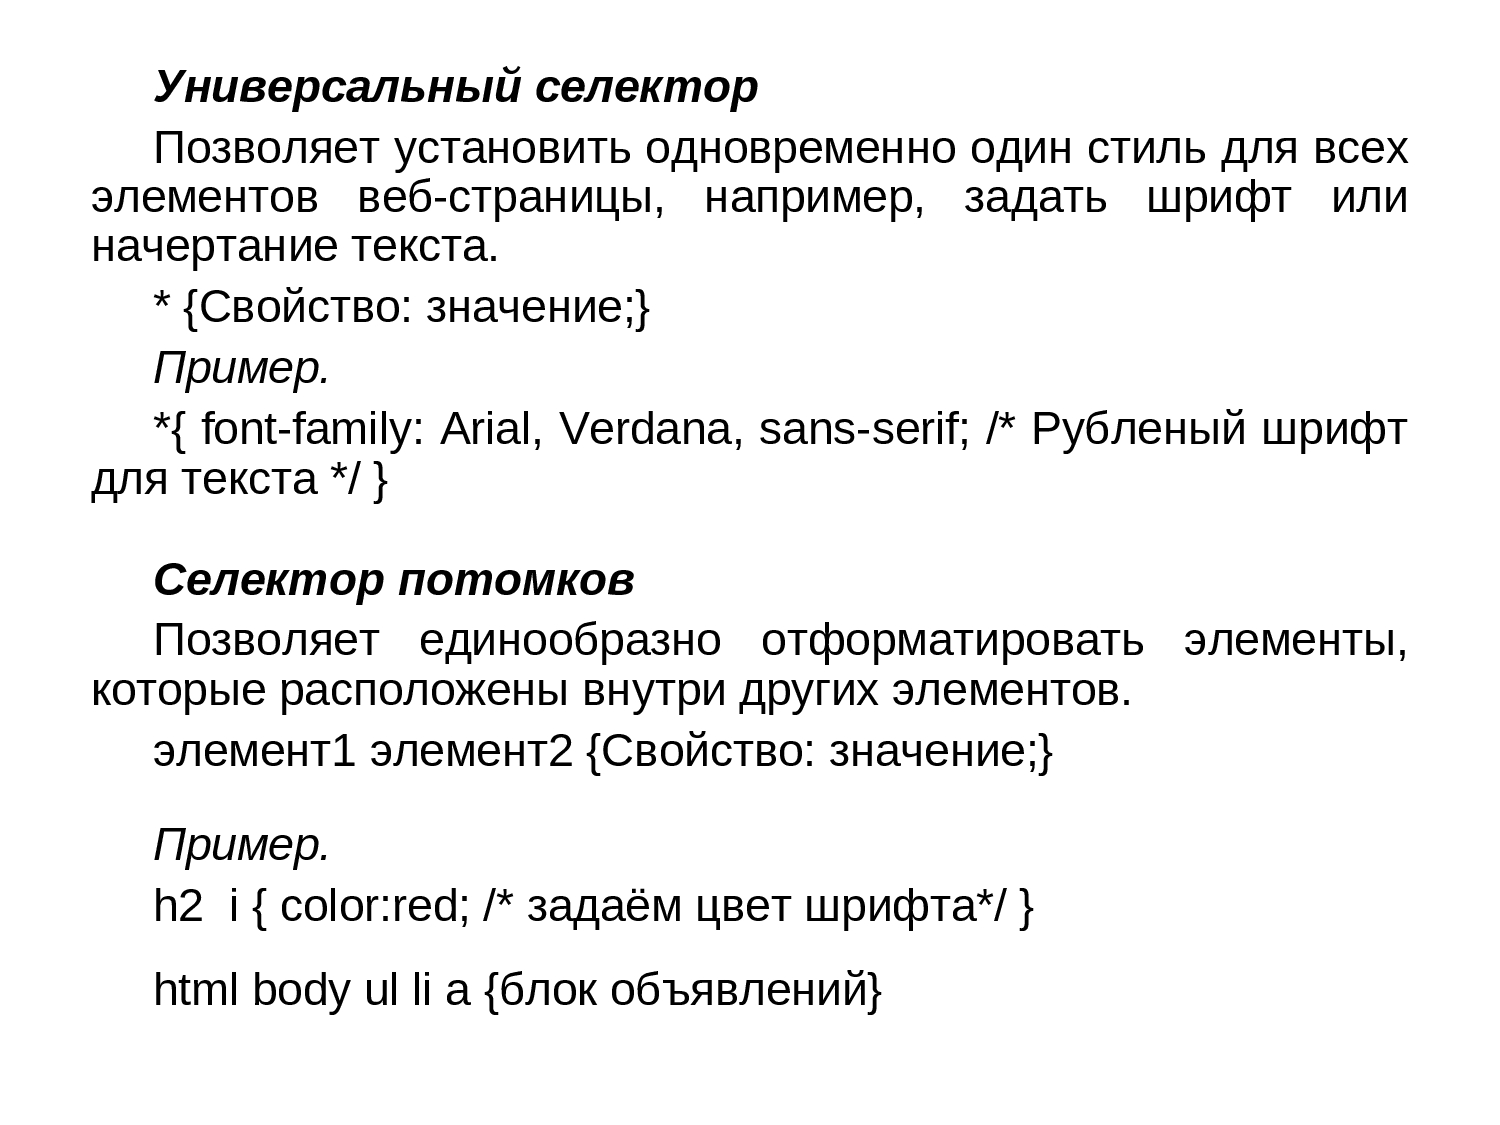 Универсальный селектор
Позволяет установить одновременно один стиль для всех
элементов веб-страницы, например, задать шрифт или
начертание текста.
* {Свойство: значение;}
Пример.
*{ font-family: Arial, Verdana, sans-serif; /* Рубленый шрифт
для текста */ }
Селектор потомков
Позволяет единообразно отформатировать элементы,
которые расположены внутри других элементов.
элемент1 элемент2 {Свойство: значение;}
Пример.
h2  i { color:red; /* задаём цвет шрифта*/ }
html body ul li a {блок объявлений}